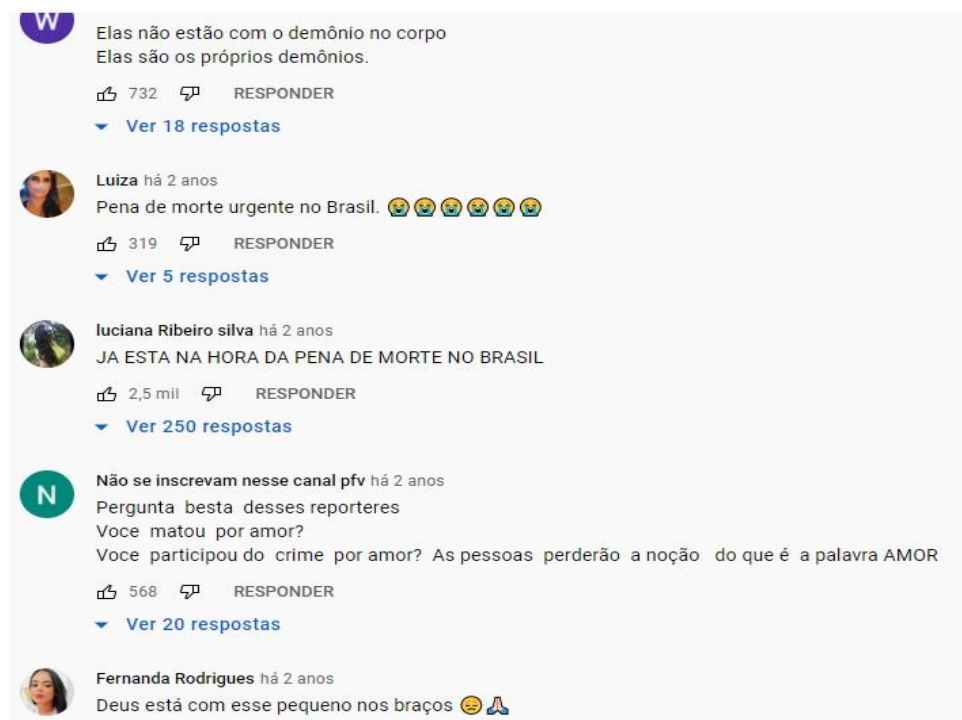 W
Elas não estão com o demônio no corpo
Elas são os próprios demônios.
732 RESPONDER
Ver 18 respostas
Luiza há 2 anos
Pena de morte urgente no Brasil. 😭😭😭😭😭😭
319 RESPONDER
Ver 5 respostas
luciana Ribeiro silva há 2 anos
JA ESTA NA HORA DA PENA DE MORTE NO BRASIL
2,5 mil RESPONDER
Ver 250 respostas
N
Não se inscrevam nesse canal pfv há 2 anos
Pergunta besta desses reporteres
Voce matou por amor?
Voce participou do crime por amor? As pessoas perderão a noção do que é a palavra AMOR
568 RESPONDER
Ver 20 respostas
Fernanda Rodrigues há 2 anos
Deus está com esse pequeno nos braços 😔🙏🏻